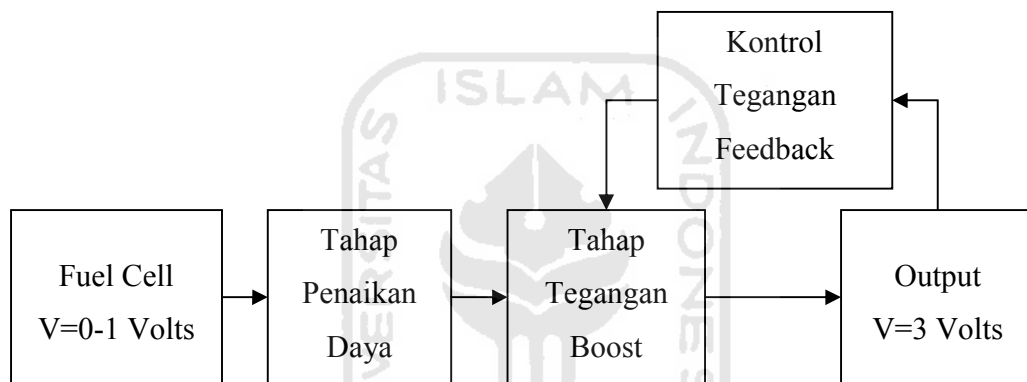 Kontrol
Tegangan
Feedback
Fuel Cell
V=0-1 Volts
Tahap
Penaikan
Daya
Tahap
Tegangan
Boost
Output
V=3 Volts
ISLAM